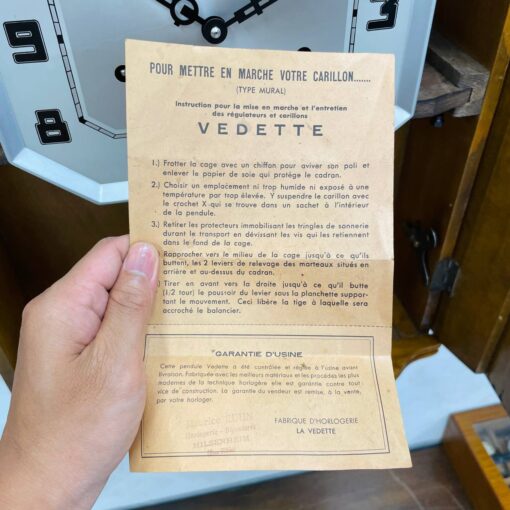 9
8
POUR METTRE EN MARCHE VOTRE CARILLON.......
(TYPE MURAL)
Instruction pour la mise en marche et l'entretien
des régulateurs et carillons
VEDETTE
1.) Frotter la cage avec un chiffon pour aviver son poli et
enlever le papier de soie qui protège le cadran.
2.) Choisir un emplacement ni trop humide ni exposé à une
température par trop élevée. Y suspendre le carillon avec
le crochet X qui se trouve dans un sachet à l'intérieur
de la pendule.
3.) Retirer les protecteurs immobilisant les tringles de sonnerie
durant le transport en dévissant les vis qui les retiennent
dans le fond de la cage.
Rapprocher vers le milieu de la cage jusqu'à ce qu'ils
buttent, les 2 leviers de relevage des marteaux situés en
arrière et au-dessus du cadran.
.) Tirer en avant vers la droite jusqu'à ce qu'il butte
(1/2 tour) le poussoir du levier sous la planchette suppor-
tant le mouvement. Ceci libère la tige à laquelle sera
accroché le balancier.
GARANTIE D'USINE
Cette pendule Vedette a été contrôlée et réglée à l'usine avant
livraison. Fabriquée avec les meilleurs matériaux et les procédés les plus
modernes de la technique horlogère elle est garantie contre tout
vice de construction. La garantie du vendeur est remise, à la vente,
par votre horloger.
FABRIQUE D'HORLOGERIE
LA VEDETTE